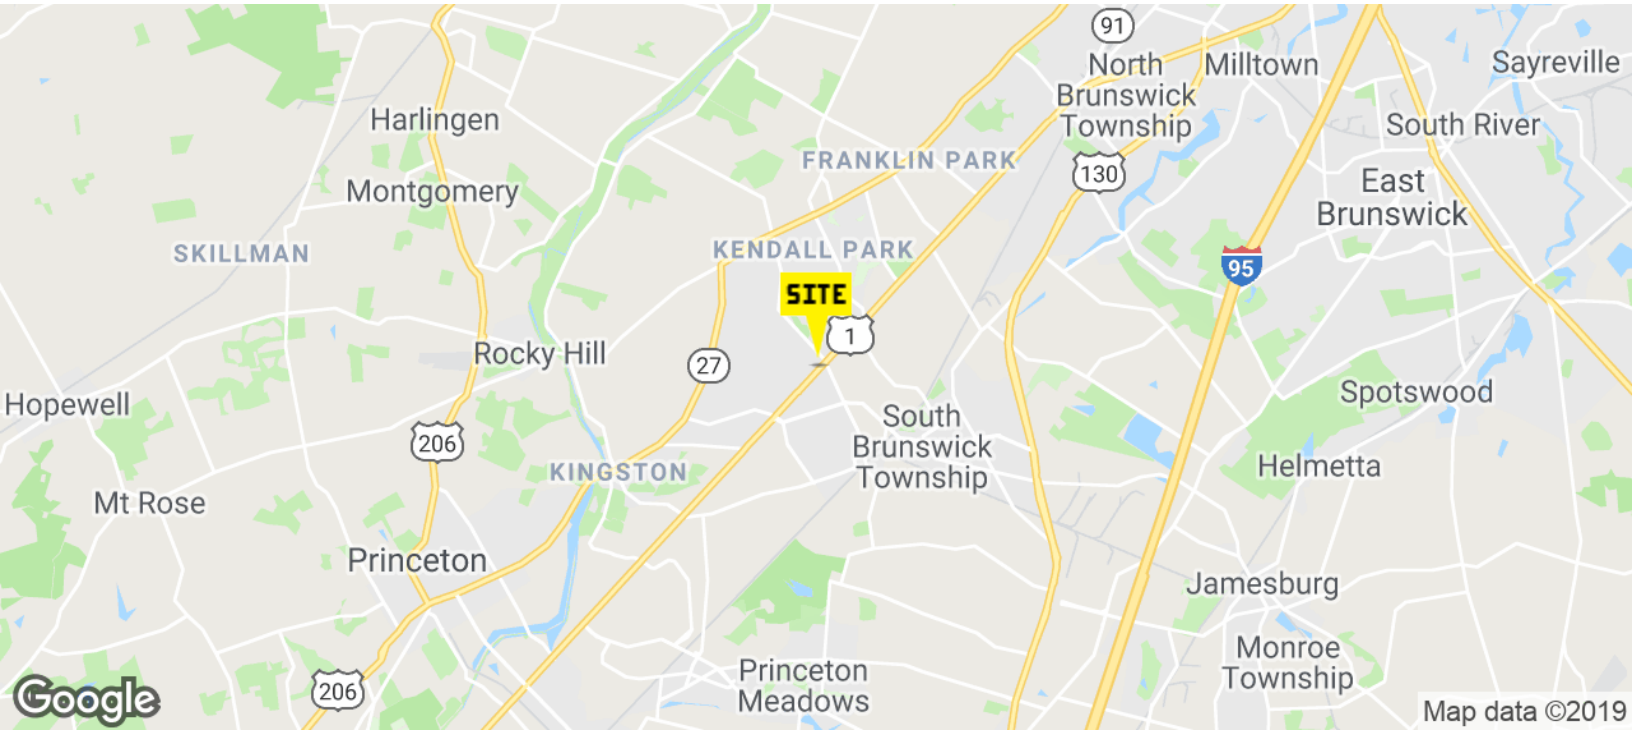 91
North
Brunswick
Township
Milltown
Sayreville
Harlingen
South River
FRANKLIN PARK
130
Montgomery
East
Brunswick
SKILLMAN
KENDALL PARK
95
SITE
1
Rocky Hill
27
Hopewell
Spotswood
206
South
Brunswick
Township
KINGSTON
Helmetta
Mt Rose
Princeton
Jamesburg
Monroe
Township
206
Princeton
Meadows
Google
Map data ©2019